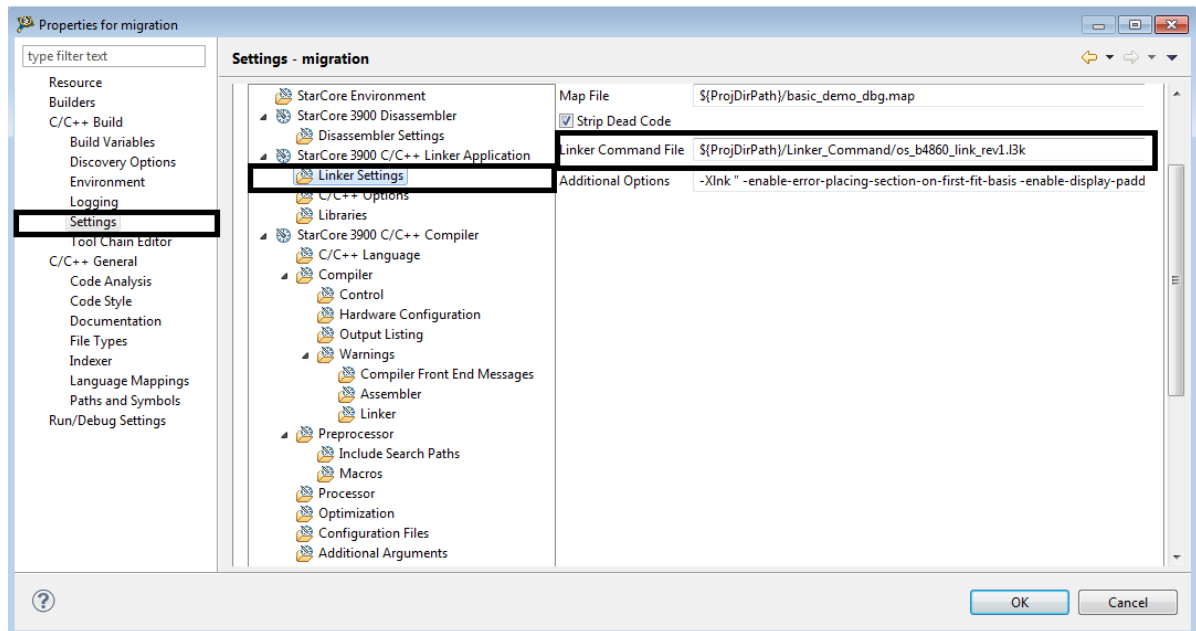 Properties for migration
type filter text
Resource
Builders
C/C++ Build
Build Variables
Discovery Options
Environment
Logging
Settings
Tool Chain Editor
C/C++ General
Code Analysis
Code Style
Documentation
File Types
Indexer
Language Mappings
Paths and Symbols
Run/Debug Settings
Settings - migration
StarCore Environment
StarCore 3900 Disassembler
Disassembler Settings
StarCore 3900 C/C++ Linker Application
Linker Settings
C/C++ Options
Libraries
StarCore 3900 C/C++ Compiler
C/C++ Language
Compiler
Control
Hardware Configuration
Output Listing
Warnings
Compiler Front End Messages
Assembler
Linker
Preprocessor
Include Search Paths
Macros
Processor
Optimization
Configuration Files
Additional Arguments
Map File ${ProjDirPath}/basic_demo_dbg.map
Strip Dead Code
Linker Command File ${ProjDirPath}/Linker_Command/os_b4860_link_rev1.l3k
Additional Options -Xlnk " -enable-error-placing-section-on-first-fit-basis -enable-display-padd
?
OK Cancel